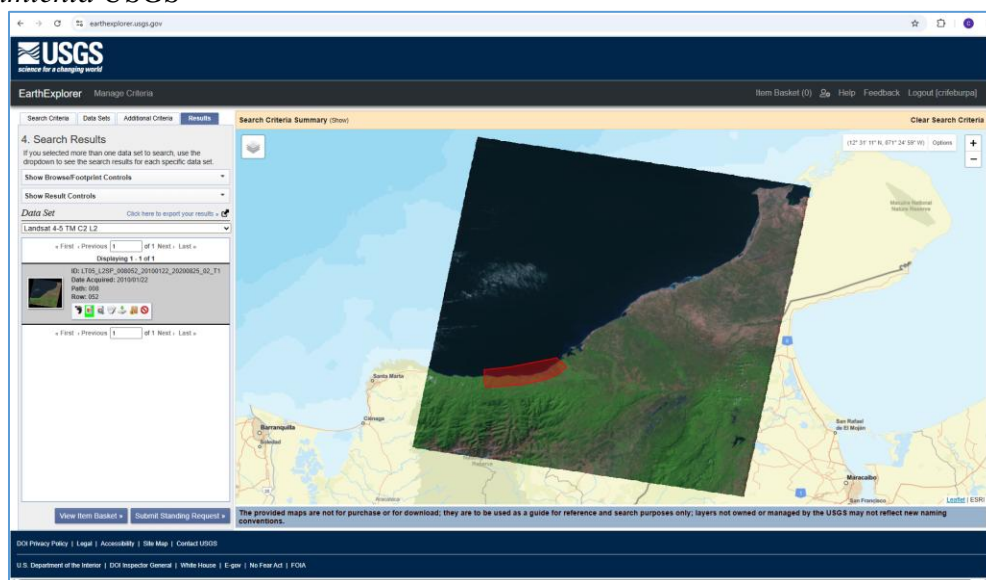 earthexplorer.usgs.gov
USGS
science for a changing world
EarthExplorer Manage Criteria
Item Basket (0) Help Feedback Logout [crifeburpa]
Search Criteria Data Sets Additional Criteria Results
Search Criteria Summary (Show)
Clear Search Criteria
4. Search Results
If you selected more than one data set to search, use the
dropdown to see the search results for each specific data set.
Show Browse/Footprint Controls
Show Result Controls
Data Set Click here to export your results »
Landsat 4-5 TM C2 L2
« First ‹ Previous 1 of 1 Next › Last »
Displaying 1 - 1 of 1
ID: LT05_L2SP_008052_20100122_20200825_02_T1
Date Acquired: 2010/01/22
Path: 008
Row: 052
« First ‹ Previous 1 of 1 Next › Last »
View Item Basket » Submit Standing Request »
(12° 31' 11" N, 071° 24' 59" W) Options
+
−
Macuira National
Natural Reserve
Santa Marta
Ciénaga
Barranquilla
Soledad
Aracataca
San Rafael
de El Moján
Maracaibo
San Francisco
Leaflet | ESRI
The provided maps are not for purchase or for download; they are to be used as a guide for reference and search purposes only; layers not owned or managed by the USGS may not reflect new naming
conventions.
DOI Privacy Policy | Legal | Accessibility | Site Map | Contact USGS
U.S. Department of the Interior | DOI Inspector General | White House | E-gov | No Fear Act | FOIA